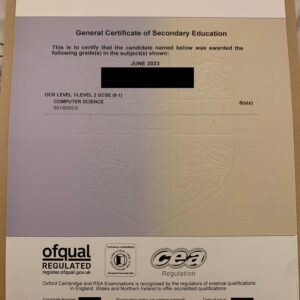 General Certificate of Secondary Education
This is to certify that the candidate named below was awarded the
following grade(s) in the subject(s) shown:
JUNE 2023
OCR LEVEL 1/LEVEL 2 GCSE (9-1)
COMPUTER SCIENCE 6(six)
601/8355/X
ofqual
REGULATED
register.ofqual.gov.uk
cea
Regulation
Oxford Cambridge and RSA Examinations is recognised by the regulators of external qualifications
in England, Wales and Northern Ireland to offer accredited qualifications.